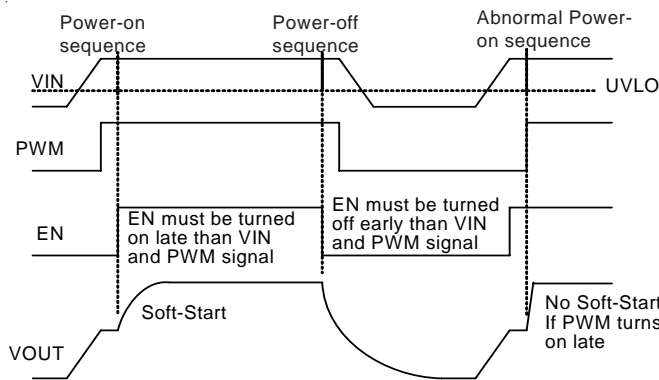 Power-on
sequence
Power-off
sequence
Abnormal Power-
on sequence
VIN
UVLO
PWM
EN
EN must be turned
on late than VIN
and PWM signal
EN must be turned
off early than VIN
and PWM signal
Soft-Start
No Soft-Start
If PWM turns
on late
VOUT